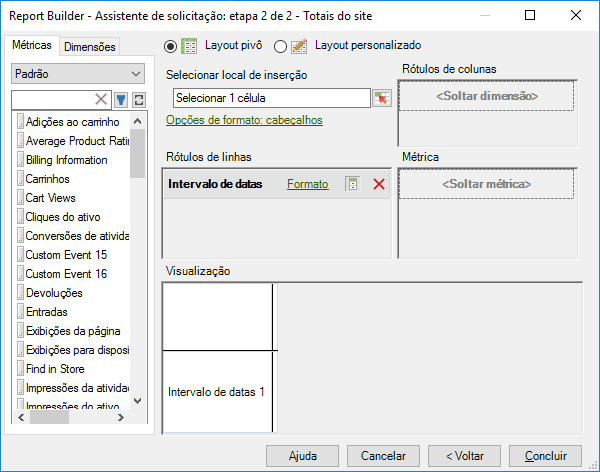 Report Builder - Assistente de solicitação: etapa 2 de 2 - Totais do site
Métricas
Dimensões
Padrão
Adições ao carrinho
Average Product Ratin
Billing Information
Carrinhos
Cart Views
Cliques do ativo
Conversões de ativida
Custom Event 15
Custom Event 16
Devoluções
Entradas
Exibições da página
Exibições para disposi
Find in Store
Impressões da atividad
Impressões do ativo
Layout pivô
Layout personalizado
Selecionar local de inserção
Selecionar 1 célula
Opções de formato: cabeçalhos
Rótulos de colunas
<Soltar dimensão>
Rótulos de linhas
Intervalo de datas Formato
Métrica
<Soltar métrica>
Visualização
Intervalo de datas 1
Ajuda
Cancelar
< Voltar
Concluir